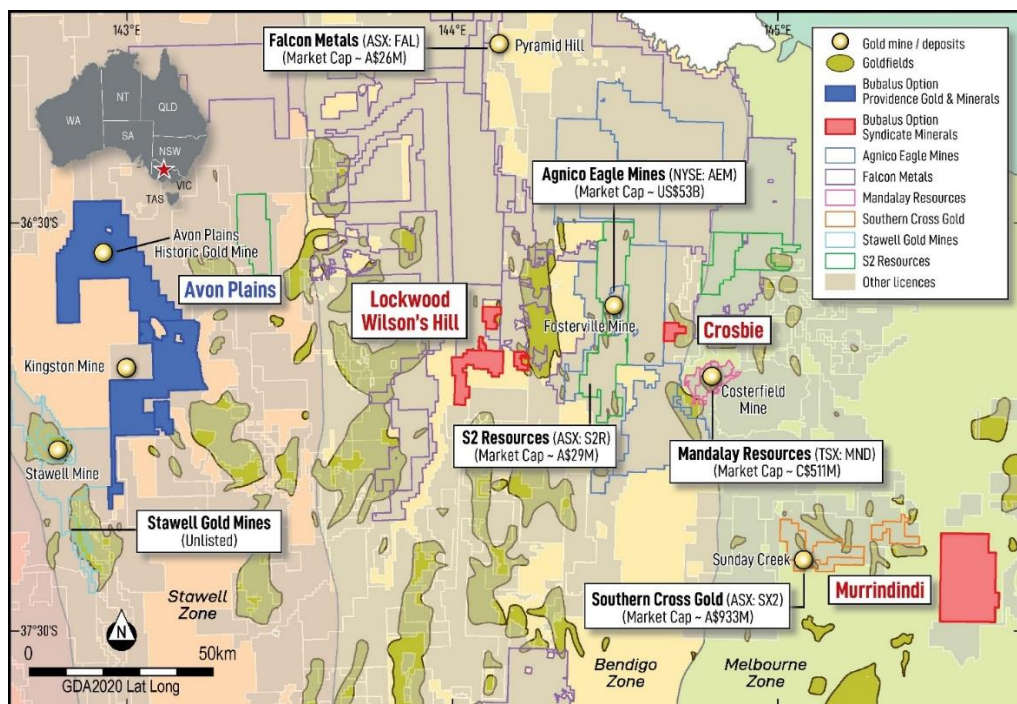 143°E
144°E
145°E
Falcon Metals (ASX: FAL)
(Market Cap ~ A$26M)
Pyramid Hill
Gold mine / deposits
Goldfields
Bubalus Option
Providence Gold & Minerals
Bubalus Option
Syndicate Minerals
Agnico Eagle Mines
Falcon Metals
Mandalay Resources
Southern Cross Gold
Stawell Gold Mines
S2 Resources
Other licences
WA
NT
QLD
SA
NSW
VIC
TAS
Agnico Eagle Mines (NYSE: AEM)
(Market Cap ~ US$53B)
36°30'S
Avon Plains
Historic Gold Mine
Avon Plains
Lockwood
Wilson's Hill
Fosterville Mine
Crosbie
Kingston Mine
Costerfield
Mine
S2 Resources (ASX: S2R)
(Market Cap ~ A$29M)
Mandalay Resources (TSX: MND)
(Market Cap ~ C$511M)
Stawell Mine
Stawell Gold Mines
(Unlisted)
Sunday Creek
Murrindindi
Southern Cross Gold (ASX: SX2)
(Market Cap ~ A$933M)
Stawell
Zone
37°30'S
N
0
50km
GDA2020 Lat Long
Bendigo
Zone
Melbourne
Zone